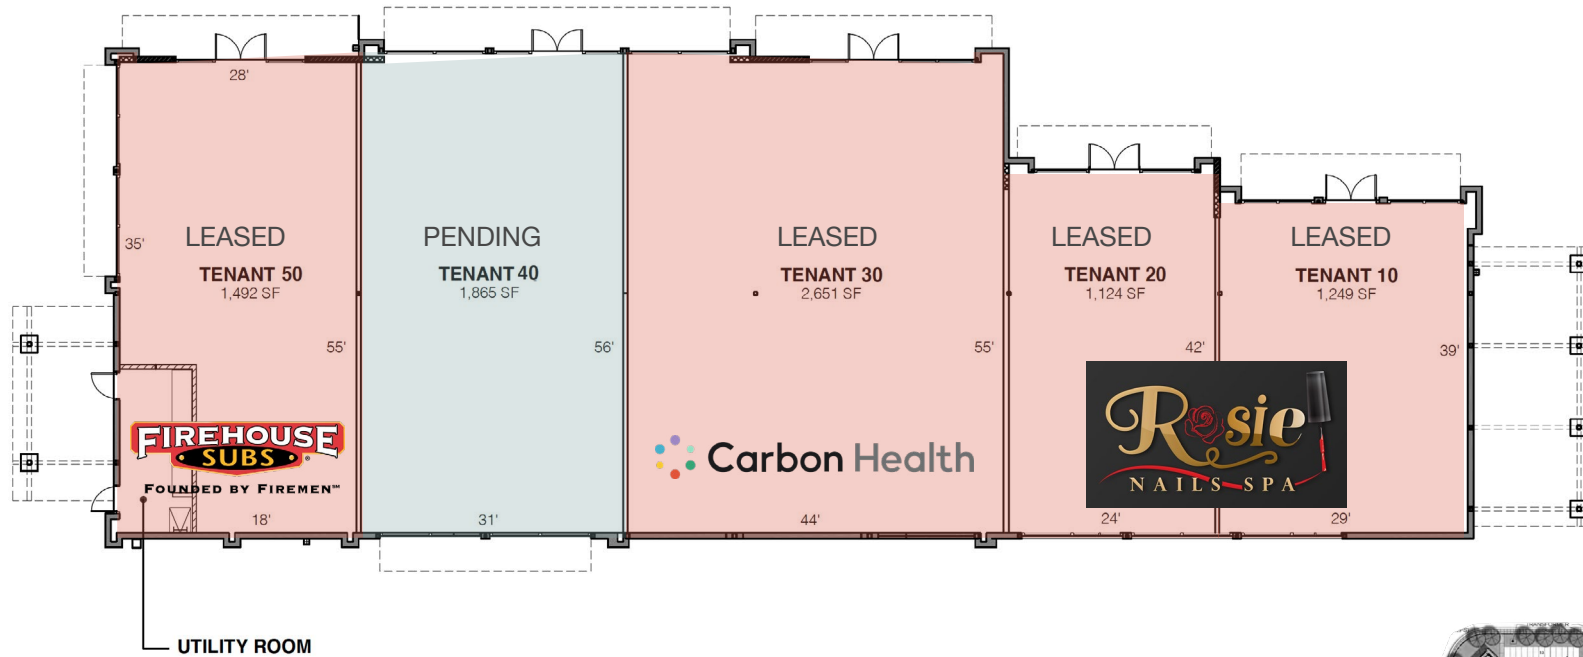 28'
35'
LEASED
TENANT 50
1,492 SF
55'
FIREHOUSE
SUBS®
FOUNDED BY FIREMEN™
18'
UTILITY ROOM
PENDING
TENANT 40
1,865 SF
56'
31'
LEASED
TENANT 30
2,651 SF
55'
Carbon Health
44'
LEASED
TENANT 20
1,124 SF
42'
24'
LEASED
TENANT 10
1,249 SF
39'
Rosie
NAILS SPA
29'